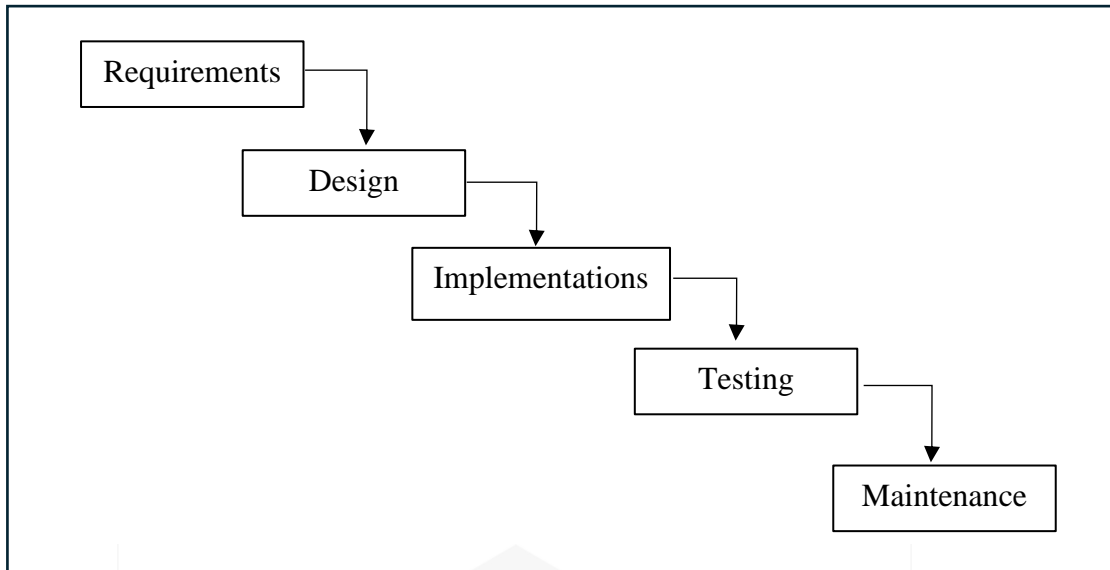 Requirements
Design
Implementations
Testing
Maintenance